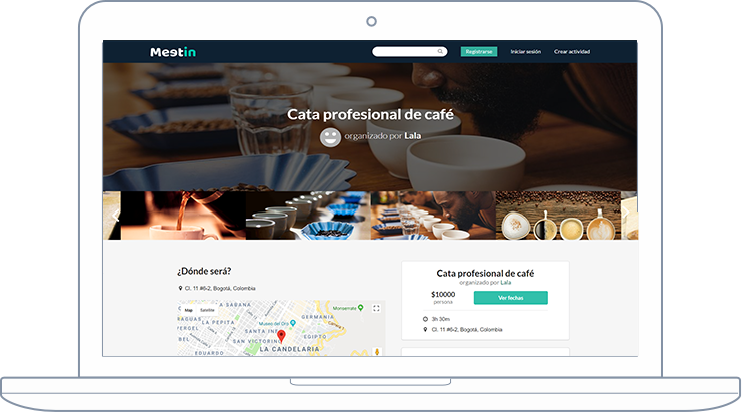 Meetin
Registrarse
Iniciar sesión
Crear actividad
Cata profesional de café
organizado por Lala
¿Dónde será?
Cl. 11 #6-2, Bogotá, Colombia
Cata profesional de café
organizado por Lala
$10000
persona
Ver fechas
3h 30m
Cl. 11 #6-2, Bogotá, Colombia
Map
Satellite
SABANA
LA PEPITA
VERGEL
EDUARDO
SAN VICTORINO
SANTA INES
Museo del Oro
GERMANIA
EGIPTO
LA CANDELARIA
Monserrate